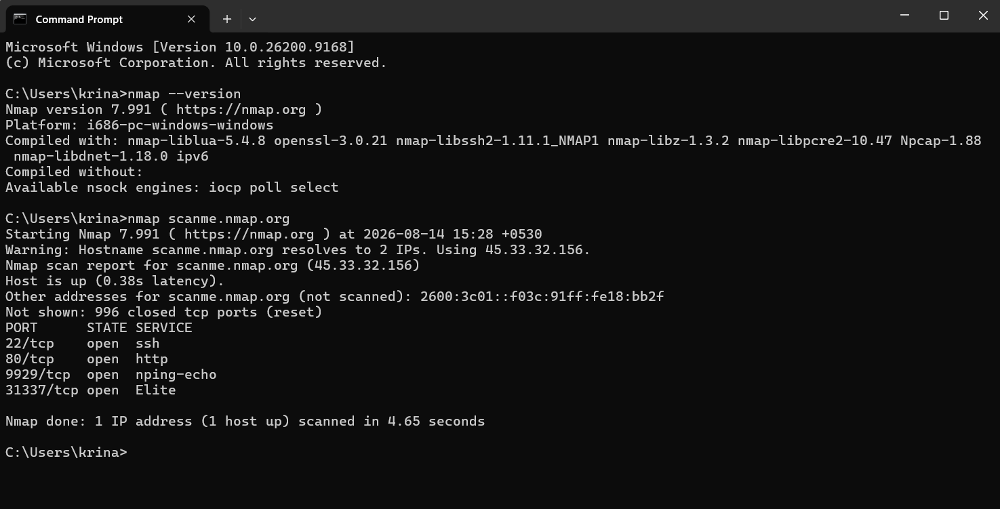 Command Prompt
Microsoft Windows [Version 10.0.26200.9168]
(c) Microsoft Corporation. All rights reserved.
C:\Users\krina>nmap --version
Nmap version 7.991 ( https://nmap.org )
Platform: i686-pc-windows-windows
Compiled with: nmap-liblua-5.4.8 openssl-3.0.21 nmap-libssh2-1.11.1_NMAP1 nmap-libz-1.3.2 nmap-libpcre2-10.47 Npcap-1.88
 nmap-libdnet-1.18.0 ipv6
Compiled without:
Available nsock engines: iocp poll select
C:\Users\krina>nmap scanme.nmap.org
Starting Nmap 7.991 ( https://nmap.org ) at 2026-08-14 15:28 +0530
Warning: Hostname scanme.nmap.org resolves to 2 IPs. Using 45.33.32.156.
Nmap scan report for scanme.nmap.org (45.33.32.156)
Host is up (0.38s latency).
Other addresses for scanme.nmap.org (not scanned): 2600:3c01::f03c:91ff:fe18:bb2f
Not shown: 996 closed tcp ports (reset)
PORT      STATE SERVICE
22/tcp    open  ssh
80/tcp    open  http
9929/tcp  open  nping-echo
31337/tcp open  Elite
Nmap done: 1 IP address (1 host up) scanned in 4.65 seconds
C:\Users\krina>